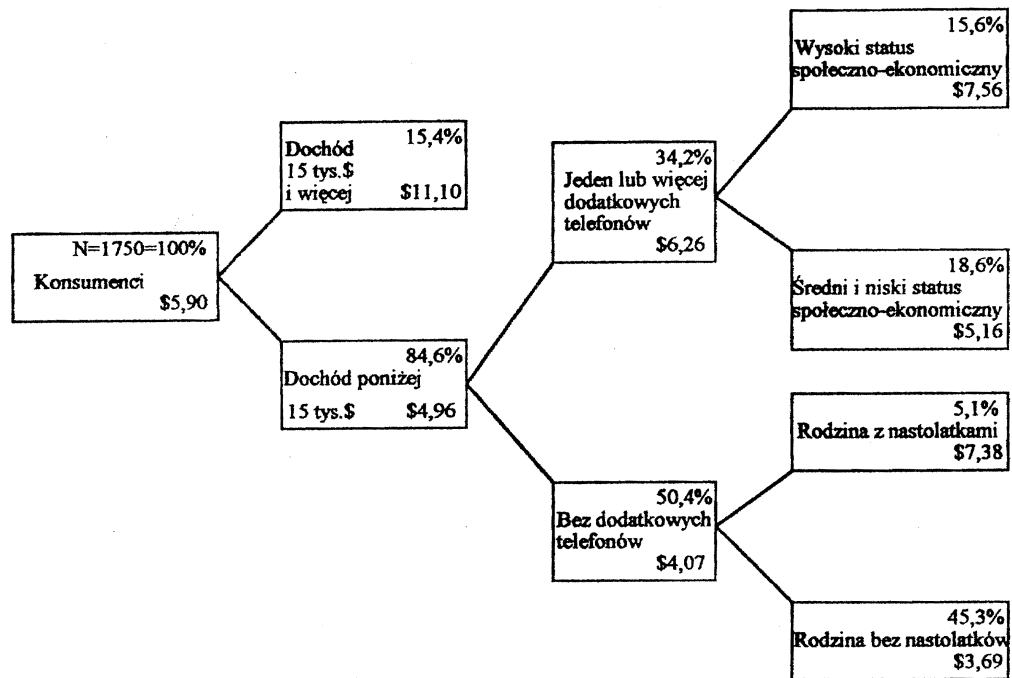 N=1750=100%
Konsumenci
$5,90
15,4%
Dochód
15 tys.$
i więcej $11,10
84,6%
Dochód poniżej
15 tys.$ $4,96
34,2%
Jeden lub więcej
dodatkowych
telefonów
$6,26
50,4%
Bez dodatkowych
telefonów
$4,07
15,6%
Wysoki status
społeczno-ekonomiczny
$7,56
18,6%
Średni i niski status
społeczno-ekonomiczny
$5,16
5,1%
Rodzina z nastolatkami
$7,38
45,3%
Rodzina bez nastolatków
$3,69